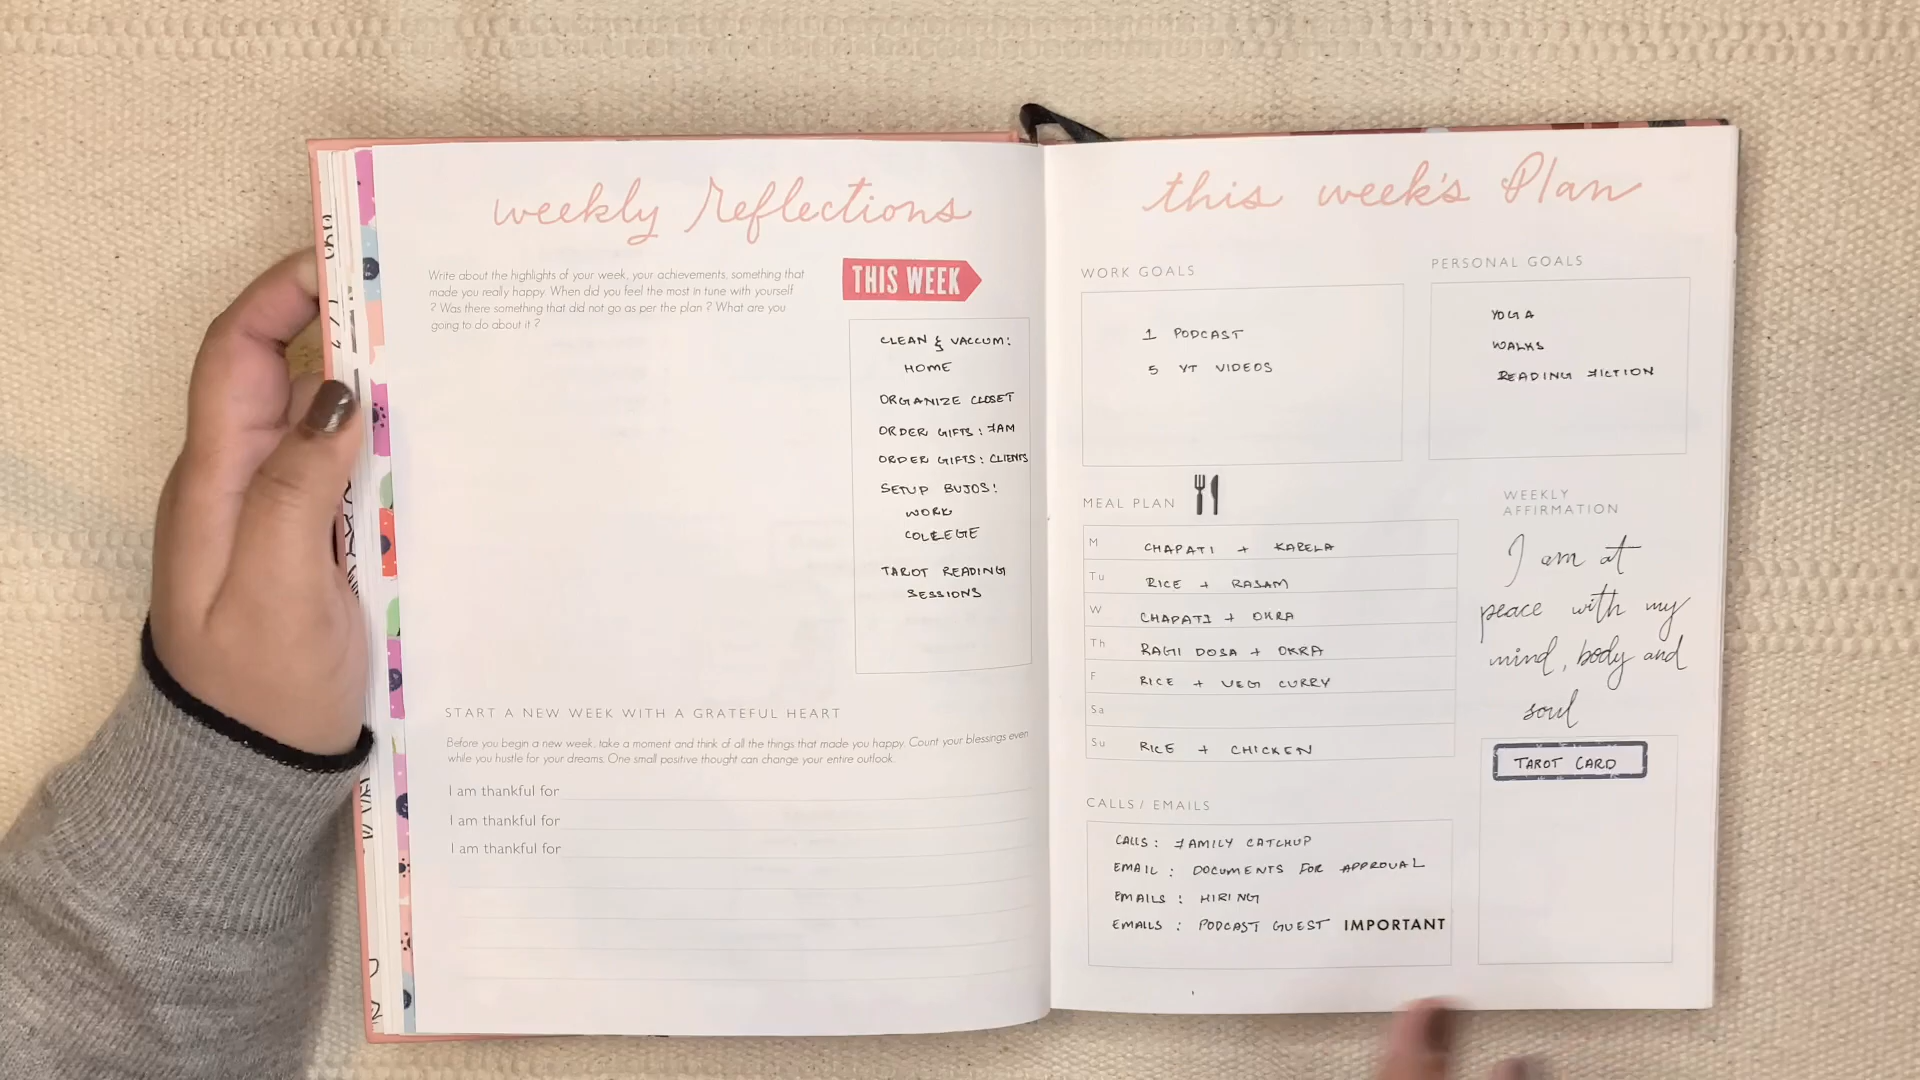 weekly reflections
Write about the highlights of your week, your achievements, something that
made you really happy. When did you feel the most in tune with yourself
? Was there something that did not go as per the plan ? What are you
going to do about it ?
THIS WEEK
CLEAN & VACCUM:
HOME
ORGANIZE CLOSET
ORDER GIFTS : FAM
ORDER GIFTS : CLIENTS
SETUP BUJOS:
WORK
COLLEGE
TAROT READING
SESSIONS
START A NEW WEEK WITH A GRATEFUL HEART
Before you begin a new week, take a moment and think of all the things that made you happy. Count your blessings even
while you hustle for your dreams. One small positive thought can change your entire outlook.
I am thankful for
I am thankful for
I am thankful for
this week's Plan
WORK GOALS
1 PODCAST
5 YT VIDEOS
PERSONAL GOALS
YOGA
WALKS
READING FICTION
MEAL PLAN
M CHAPATI + KARELA
Tu RICE + RASAM
W CHAPATI + OKRA
Th RAGI DOSA + OKRA
F RICE + VEG CURRY
Sa
Su RICE + CHICKEN
WEEKLY
AFFIRMATION
I am at
peace with my
mind, body and
soul
TAROT CARD
CALLS / EMAILS
CALLS : FAMILY CATCHUP
EMAIL : DOCUMENTS FOR APPROVAL
EMAILS : HIRING
EMAILS : PODCAST GUEST IMPORTANT